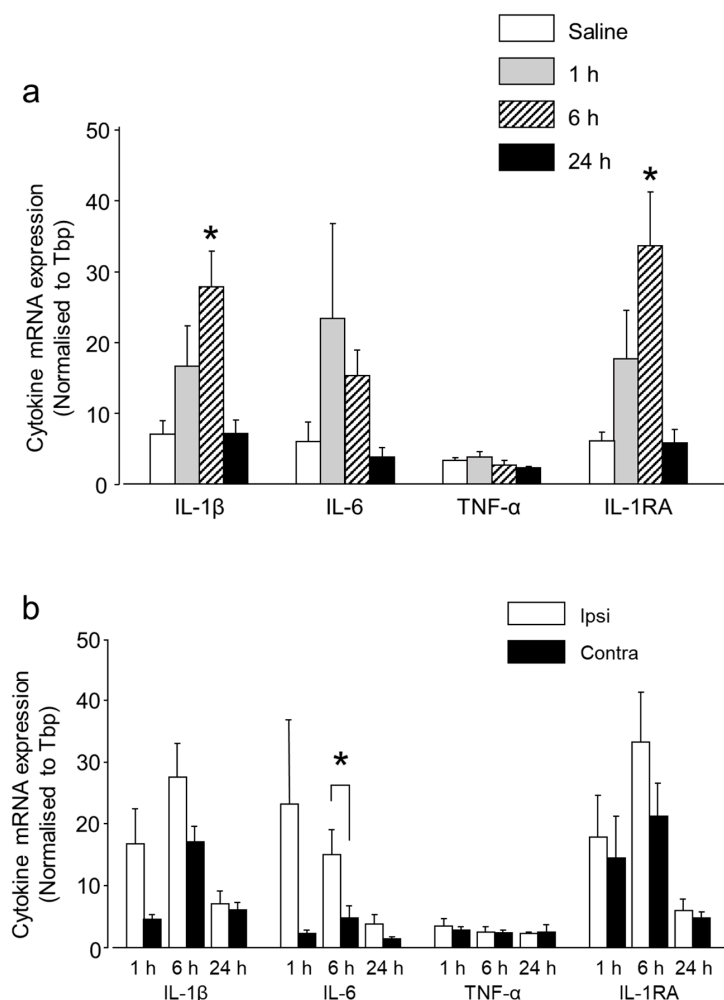 Saline
1 h
6 h
24 h
a
50
40
30
20
10
0
Cytokine mRNA expression
(Normalised to Tbp)
*
*
IL-1β IL-6 TNF-α IL-1RA
b
Ipsi
Contra
50
40
30
20
10
0
Cytokine mRNA expression
(Normalised to Tbp)
*
1 h 6 h 24 h 1 h 6 h 24 h 1 h 6 h 24 h 1 h 6 h 24 h
IL-1β IL-6 TNF-α IL-1RA